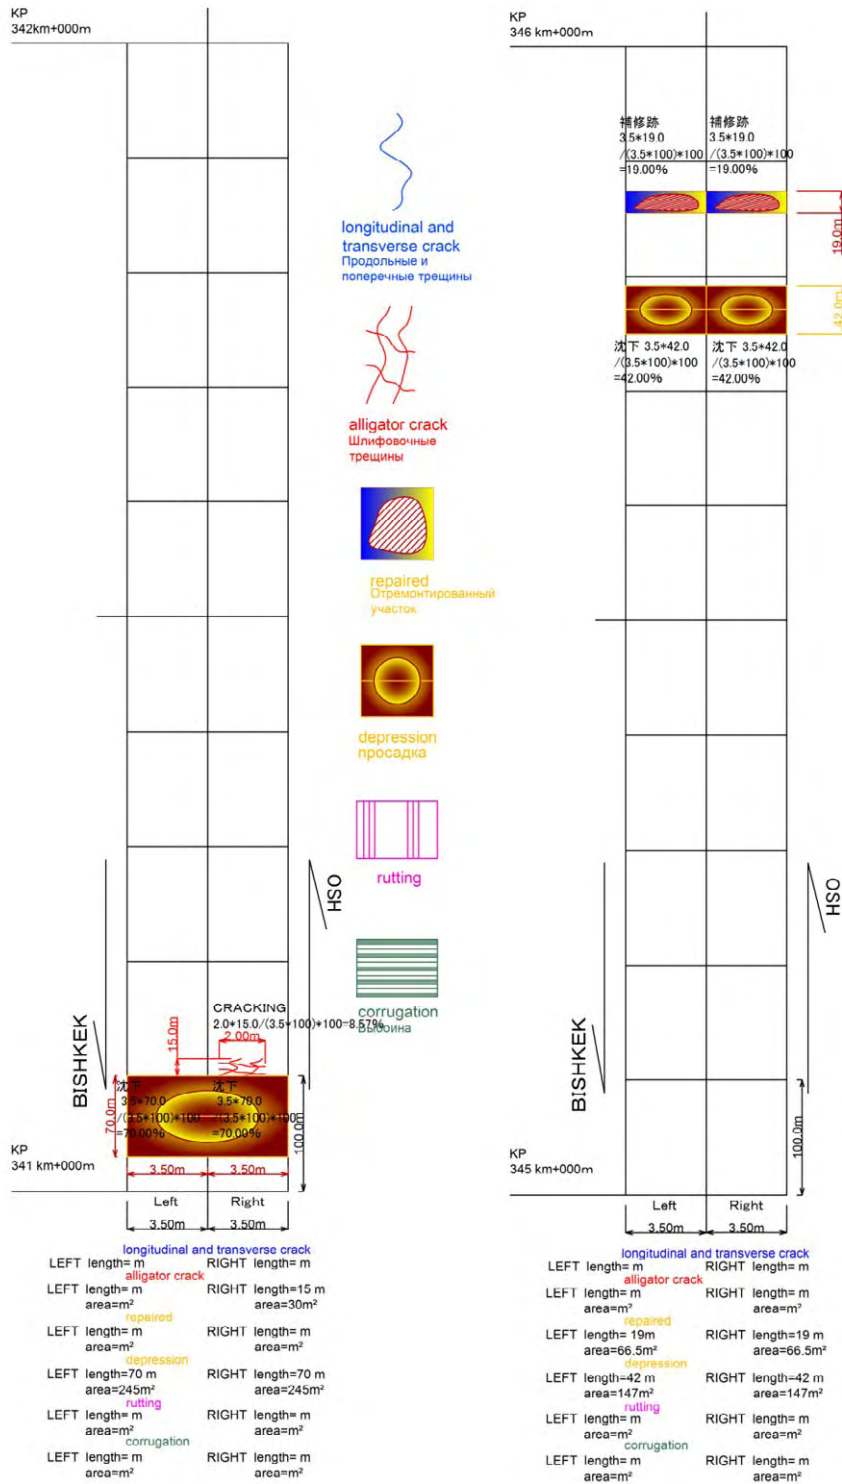 KP
342km+000m
longitudinal and
transverse crack
Продольные и
поперечные трещины
alligator crack
Шлифовочные
трещины
repaired
Отремонтированный
участок
depression
просадка
rutting
corrugation
Выбоина
HSO
BISHKEK
CRACKING
2.0*15.0/(3.5*100)*100=8.57%
2.00m
15.0m
沈下
3.5*70.0
/(3.5*100)*100
=70.00%
沈下
3.5*70.0
/(3.5*100)*100
=70.00%
70.0m
100.0m
3.50m 3.50m
KP
341 km+000m
Left Right
3.50m 3.50m
longitudinal and transverse crack
LEFT length= m RIGHT length= m
alligator crack
LEFT length= m RIGHT length=15 m
area=m² area=30m²
repaired
LEFT length= m RIGHT length= m
area=m² area=m²
depression
LEFT length=70 m RIGHT length=70 m
area=245m² area=245m²
rutting
LEFT length= m RIGHT length= m
area=m² area=m²
corrugation
LEFT length= m RIGHT length= m
area=m² area=m²
KP
346 km+000m
補修跡
3.5*19.0
/(3.5*100)*100
=19.00%
補修跡
3.5*19.0
/(3.5*100)*100
=19.00%
19.0m
42.0m
沈下 3.5*42.0
/(3.5*100)*100
=42.00%
沈下 3.5*42.0
/(3.5*100)*100
=42.00%
HSO
BISHKEK
100.0m
KP
345 km+000m
Left Right
3.50m 3.50m
longitudinal and transverse crack
LEFT length= m RIGHT length= m
alligator crack
LEFT length= m RIGHT length= m
area=m² area=m²
repaired
LEFT length= 19m RIGHT length=19 m
area=66.5m² area=66.5m²
depression
LEFT length=42 m RIGHT length=42 m
area=147m² area=147m²
rutting
LEFT length= m RIGHT length= m
area=m² area=m²
corrugation
LEFT length= m RIGHT length= m
area=m² area=m²